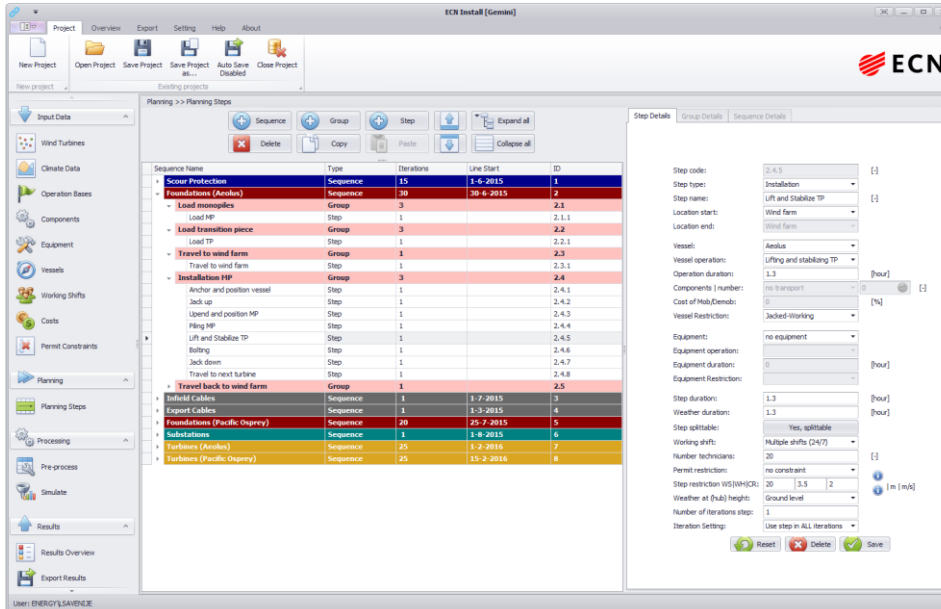 ECN Install [Gemini]
Project Overview Export Setting Help About
New Project Open Project Save Project Save Project as... Auto Save Disabled Close Project
New project Existing projects
ECN
Planning >> Planning Steps
Input Data
Wind Turbines
Climate Data
Operation Bases
Components
Equipment
Vessels
Working Shifts
Costs
Permit Constraints
Planning
Planning Steps
Processing
Pre-process
Simulate
Results
Results Overview
Export Results
Sequence Group Step Expand all
Delete Copy Paste Collapse all
Sequence Name Type Iterations Line Start ID
Scour Protection Sequence 15 1-6-2015 1
Foundations (Aeolus) Sequence 30 30-6-2015 2
Load monopiles Group 3 2.1
Load MP Step 1 2.1.1
Load transition piece Group 3 2.2
Load TP Step 1 2.2.1
Travel to wind farm Group 1 2.3
Travel to wind farm Step 1 2.3.1
Installation MP Group 3 2.4
Anchor and position vessel Step 1 2.4.1
Jack up Step 1 2.4.2
Upend and position MP Step 1 2.4.3
Piling MP Step 1 2.4.4
Lift and Stabilize TP Step 1 2.4.5
Bolting Step 1 2.4.6
Jack down Step 1 2.4.7
Travel to next turbine Step 1 2.4.8
Travel back to wind farm Group 1 2.5
Infield Cables Sequence 1 1-7-2015 3
Export Cables Sequence 1 1-3-2015 4
Foundations (Pacific Osprey) Sequence 20 25-7-2015 5
Substations Sequence 1 1-8-2015 6
Turbines (Aeolus) Sequence 25 1-2-2016 7
Turbines (Pacific Osprey) Sequence 25 15-2-2016 8
Step Details Group Details Sequence Details
Step code: 2.4.5 [-]
Step type: Installation
Step name: Lift and Stabilize TP [-]
Location start: Wind farm
Location end: Wind farm
Vessel: Aeolus
Vessel operation: Lifting and stabilizing TP
Operation duration: 1.3 [hour]
Components | number: no transport 0 [-]
Cost of Mob/Demob: 0 [%]
Vessel Restriction: Jacked-Working
Equipment: no equipment
Equipment operation:
Equipment duration: 0 [hour]
Equipment Restriction:
Step duration: 1.3 [hour]
Weather duration: 1.3 [hour]
Step splittable: Yes, splittable
Working shift: Multiple shifts (24/7)
Number technicians: 20 [-]
Permit restriction: no constraint
Step restriction WS|WH|CR: 20 3.5 2 | m | m/s]
Weather at (hub) height: Ground level
Number of iterations step: 1
Iteration Setting: Use step in ALL iterations
Reset Delete Save
User: ENERGY\LSAVENIJE